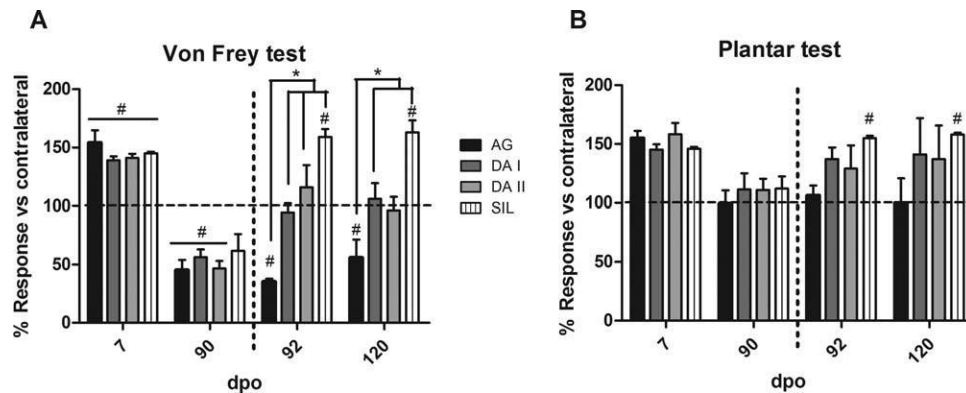 A
Von Frey test
% Response vs contralateral
200
150
100
50
0
#
#
#
*
#
#
*
#
7
90
92
120
dpo
AG
DA I
DA II
SIL
B
Plantar test
% Response vs contralateral
200
150
100
50
0
#
#
7
90
92
120
dpo